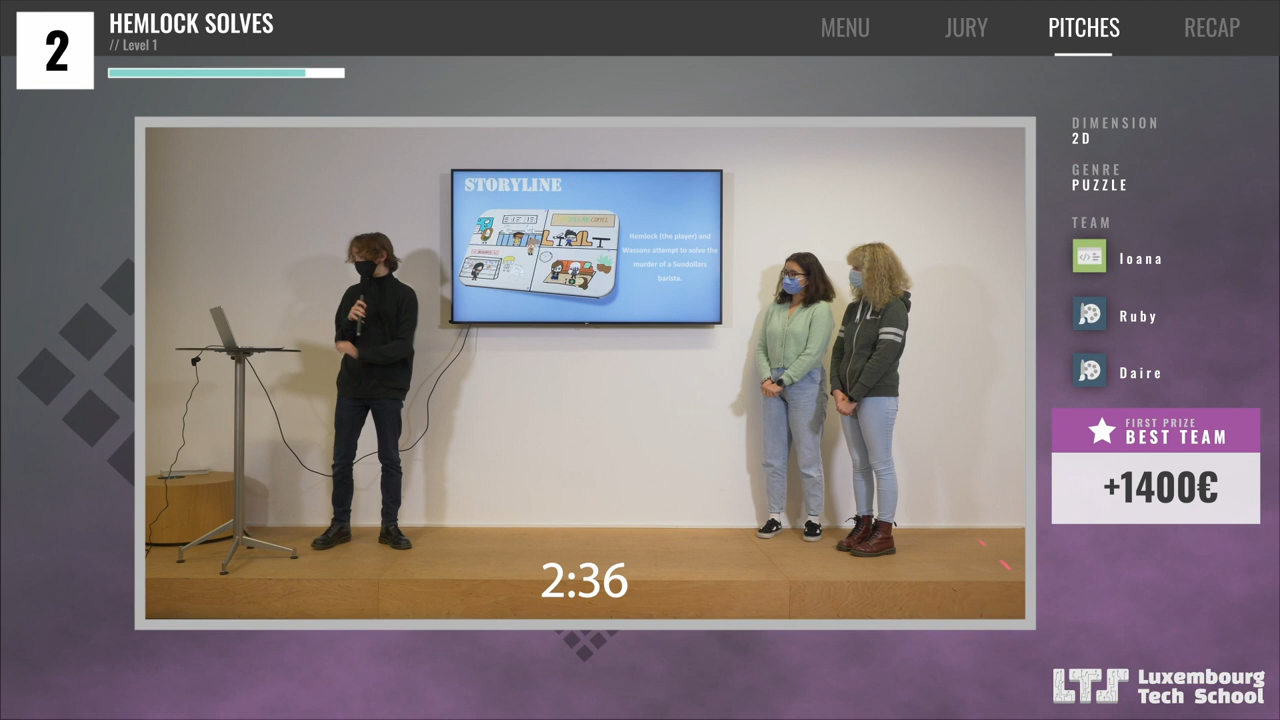 2
HEMLOCK SOLVES
// Level 1
MENU
JURY
PITCHES
RECAP
STORYLINE
Hemlock (the player) and
Wassons attempt to solve the
murder of a Sundollars
barista.
2:36
DIMENSION
2D
GENRE
PUZZLE
TEAM
Ioana
Ruby
Daire
FIRST PRIZE
BEST TEAM
+1400€
LTS
Luxembourg
Tech School